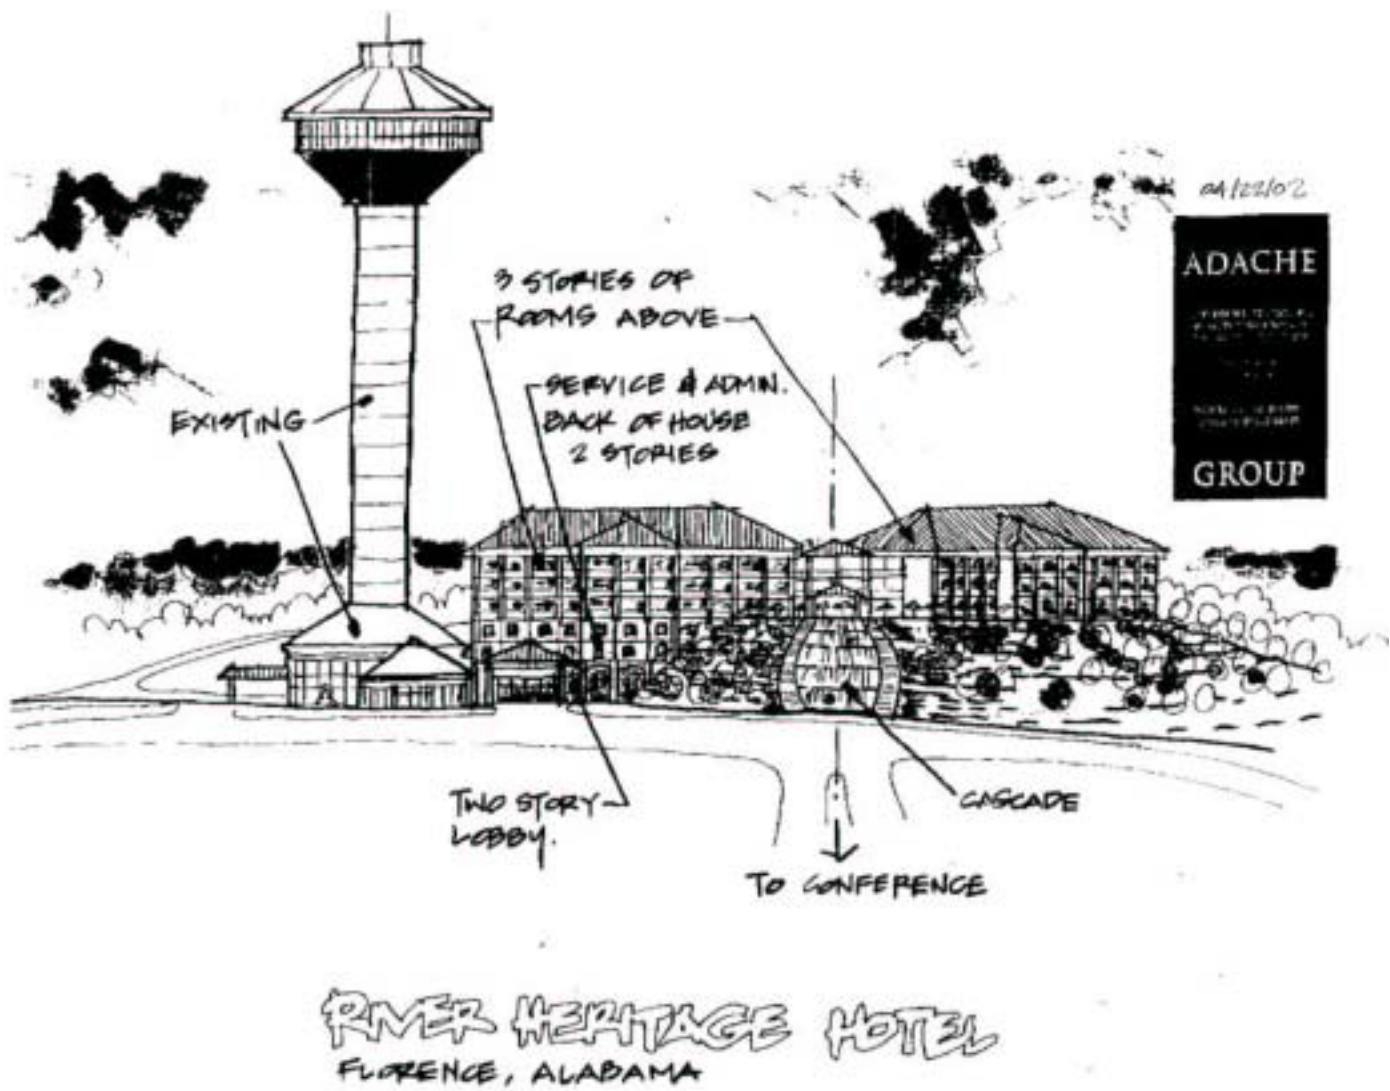 04/22/02
ADACHE
GROUP
3 STORIES OF
ROOMS ABOVE
SERVICE & ADMIN.
BACK OF HOUSE
2 STORIES
EXISTING
TWO STORY
LOBBY.
CASCADE
TO CONFERENCE
RIVER HERITAGE HOTEL
FLORENCE, ALABAMA